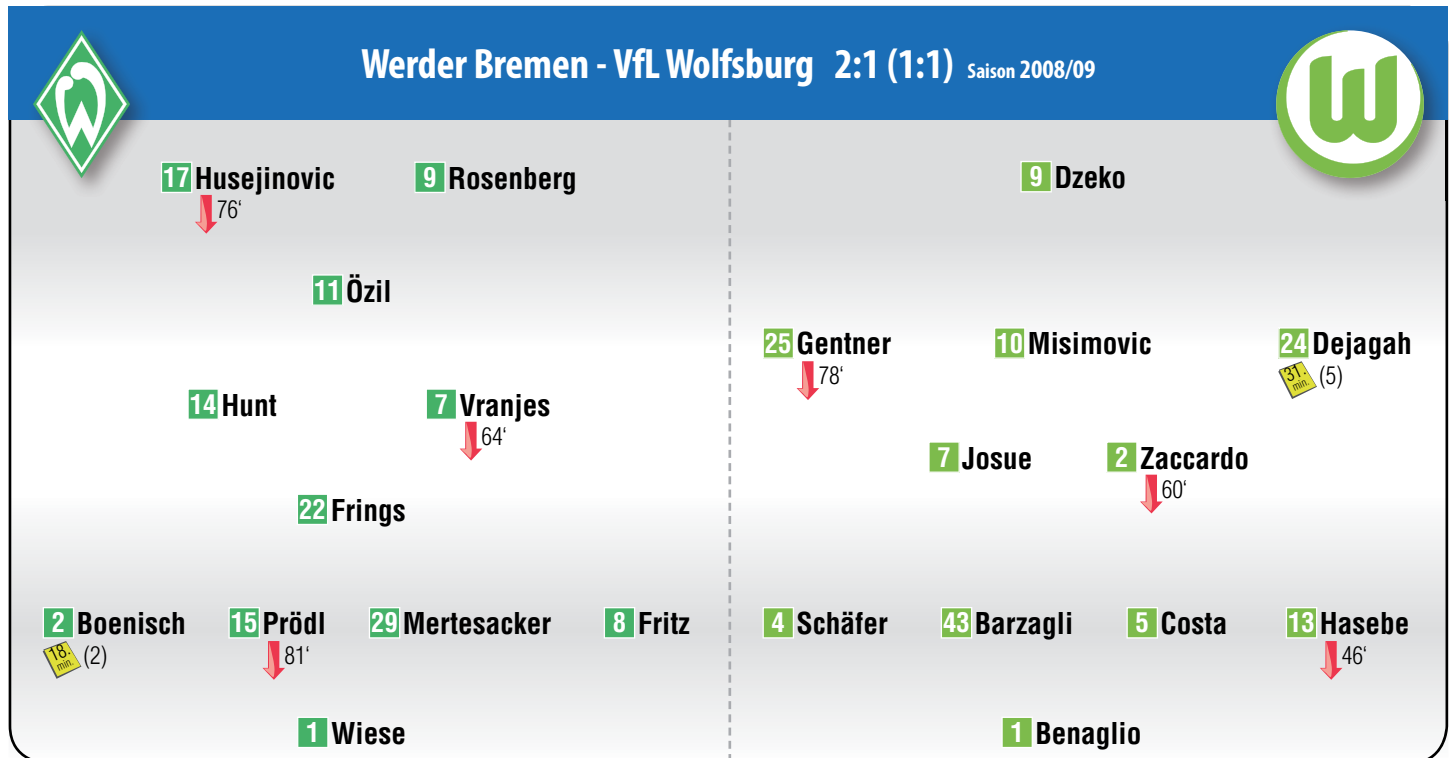 Werder Bremen - VfL Wolfsburg 2:1 (1:1) Saison 2008/09
W
17 Husejinovic 9 Rosenberg
76‘
11 Özil
14 Hunt 7 Vranjes
64‘
22 Frings
2 Boenisch 15 Prödl 29 Mertesacker 8 Fritz
18. min. (2) 81‘
1 Wiese
W
9 Dzeko
25 Gentner 10 Misimovic 24 Dejagah
78‘ 31. min. (5)
7 Josue 2 Zaccardo
60‘
4 Schäfer 43 Barzagli 5 Costa 13 Hasebe
46‘
1 Benaglio